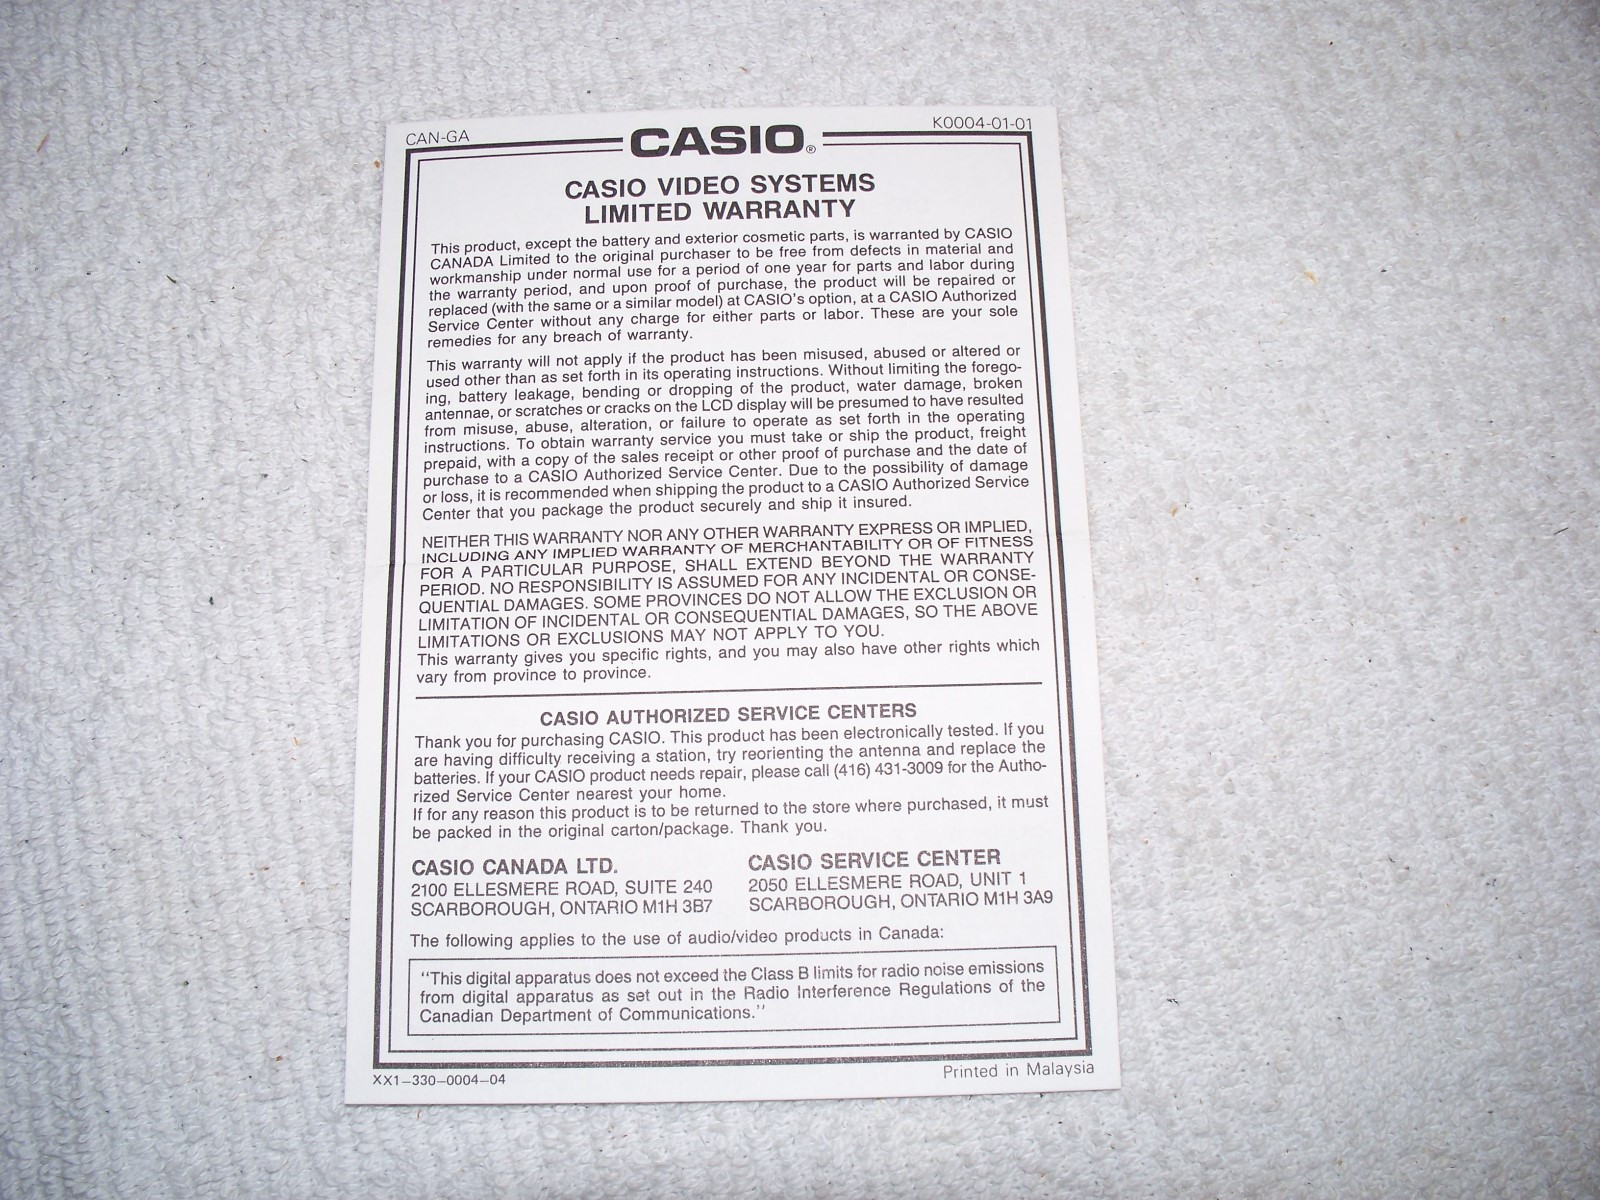 CAN-GA
K0004-01-01
CASIO®
CASIO VIDEO SYSTEMS
LIMITED WARRANTY
This product, except the battery and exterior cosmetic parts, is warranted by CASIO
CANADA Limited to the original purchaser to be free from defects in material and
workmanship under normal use for a period of one year for parts and labor during
the warranty period, and upon proof of purchase, the product will be repaired or
replaced (with the same or a similar model) at CASIO's option, at a CASIO Authorized
Service Center without any charge for either parts or labor. These are your sole
remedies for any breach of warranty.
This warranty will not apply if the product has been misused, abused or altered or
used other than as set forth in its operating instructions. Without limiting the forego-
ing, battery leakage, bending or dropping of the product, water damage, broken
antennae, or scratches or cracks on the LCD display will be presumed to have resulted
from misuse, abuse, alteration, or failure to operate as set forth in the operating
instructions. To obtain warranty service you must take or ship the product, freight
prepaid, with a copy of the sales receipt or other proof of purchase and the date of
purchase to a CASIO Authorized Service Center. Due to the possibility of damage
or loss, it is recommended when shipping the product to a CASIO Authorized Service
Center that you package the product securely and ship it insured.
NEITHER THIS WARRANTY NOR ANY OTHER WARRANTY EXPRESS OR IMPLIED,
INCLUDING ANY IMPLIED WARRANTY OF MERCHANTABILITY OR OF FITNESS
FOR A PARTICULAR PURPOSE, SHALL EXTEND BEYOND THE WARRANTY
PERIOD. NO RESPONSIBILITY IS ASSUMED FOR ANY INCIDENTAL OR CONSE-
QUENTIAL DAMAGES. SOME PROVINCES DO NOT ALLOW THE EXCLUSION OR
LIMITATION OF INCIDENTAL OR CONSEQUENTIAL DAMAGES, SO THE ABOVE
LIMITATIONS OR EXCLUSIONS MAY NOT APPLY TO YOU.
This warranty gives you specific rights, and you may also have other rights which
vary from province to province.
CASIO AUTHORIZED SERVICE CENTERS
Thank you for purchasing CASIO. This product has been electronically tested. If you
are having difficulty receiving a station, try reorienting the antenna and replace the
batteries. If your CASIO product needs repair, please call (416) 431-3009 for the Autho-
rized Service Center nearest your home.
If for any reason this product is to be returned to the store where purchased, it must
be packed in the original carton/package. Thank you.
CASIO CANADA LTD.
2100 ELLESMERE ROAD, SUITE 240
SCARBOROUGH, ONTARIO M1H 3B7
CASIO SERVICE CENTER
2050 ELLESMERE ROAD, UNIT 1
SCARBOROUGH, ONTARIO M1H 3A9
The following applies to the use of audio/video products in Canada:
"This digital apparatus does not exceed the Class B limits for radio noise emissions
from digital apparatus as set out in the Radio Interference Regulations of the
Canadian Department of Communications."
XX1-330-0004-04
Printed in Malaysia